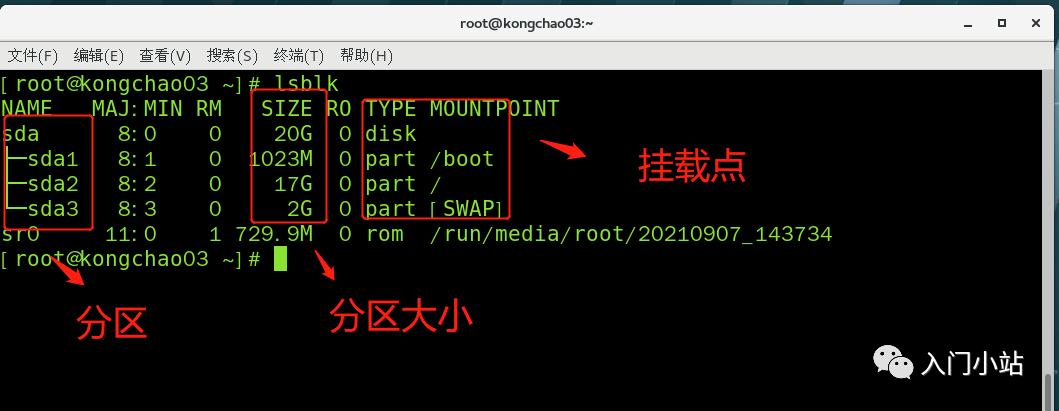 root@kongchao03:~
文件(F) 编辑(E) 查看(V) 搜索(S) 终端(T) 帮助(H)
[root@kongchao03 ~]# lsblk
NAME MAJ:MIN RM SIZE RO TYPE MOUNTPOINT
sda 8:0 0 20G 0 disk
├─sda1 8:1 0 1023M 0 part /boot
├─sda2 8:2 0 17G 0 part /
└─sda3 8:3 0 2G 0 part [SWAP]
sr0 11:0 1 729.9M 0 rom /run/media/root/20210907_143734
[root@kongchao03 ~]#
挂载点
分区
分区大小
入门小站